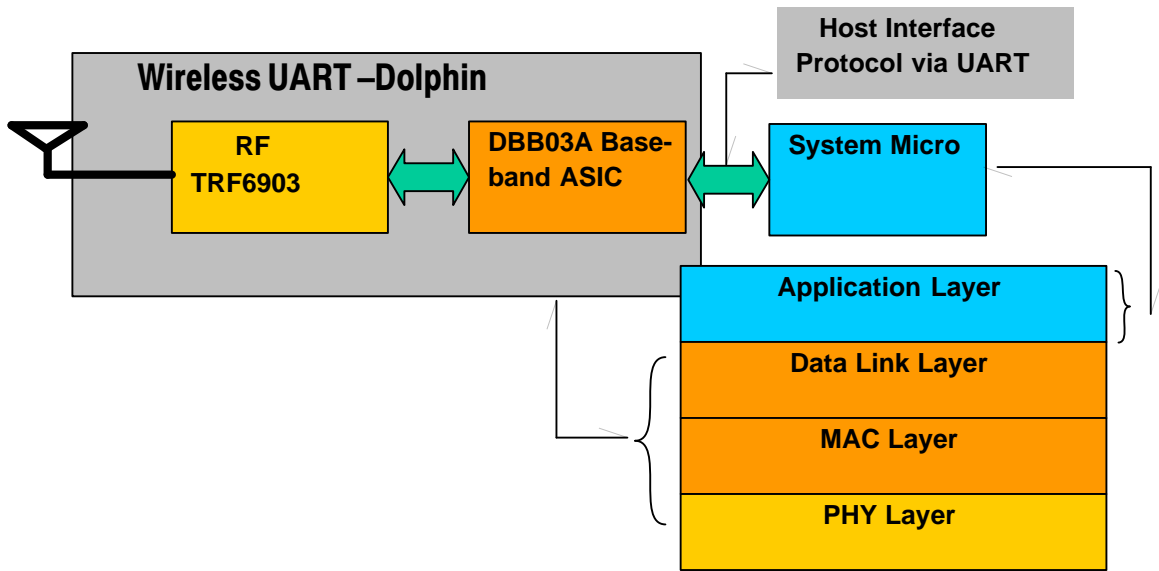 Host Interface
Protocol via UART
Wireless UART –Dolphin
RF
TRF6903
DBB03A Base-
band ASIC
System Micro
Application Layer
Data Link Layer
MAC Layer
PHY Layer